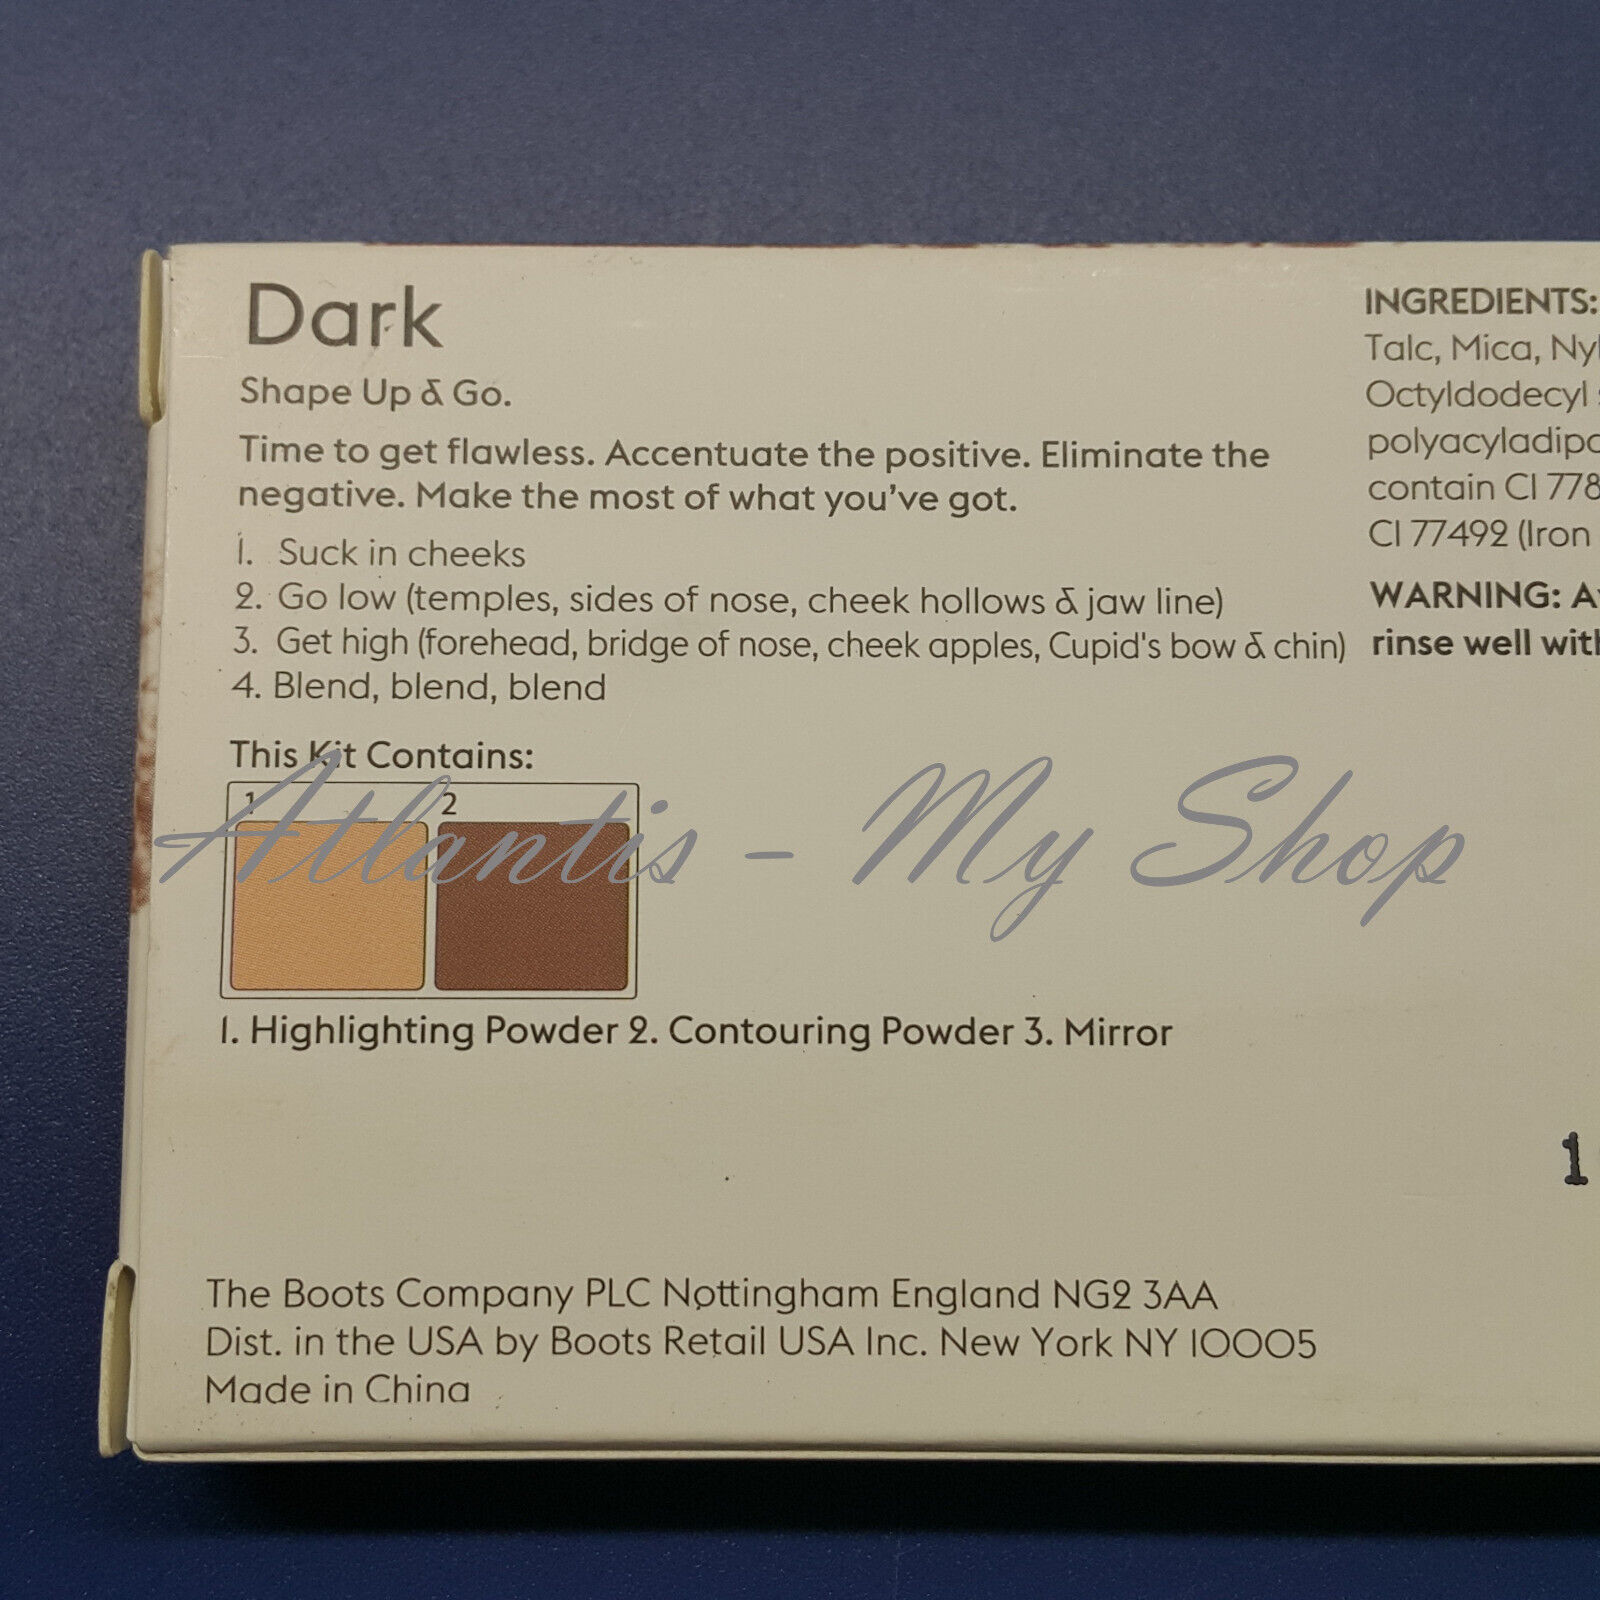 Dark
Shape Up & Go.
Time to get flawless. Accentuate the positive. Eliminate the
negative. Make the most of what you've got.
1. Suck in cheeks
2. Go low (temples, sides of nose, cheek hollows & jaw line)
3. Get high (forehead, bridge of nose, cheek apples, Cupid's bow & chin)
4. Blend, blend, blend
This Kit Contains:
1 2
Atlantis - My Shop
1. Highlighting Powder 2. Contouring Powder 3. Mirror
The Boots Company PLC Nottingham England NG2 3AA
Dist. in the USA by Boots Retail USA Inc. New York NY 10005
Made in China
INGREDIENTS:
Talc, Mica,
Octyldodecyl
contain CI
CI 77492 (Iron
WARNING:
rinse well